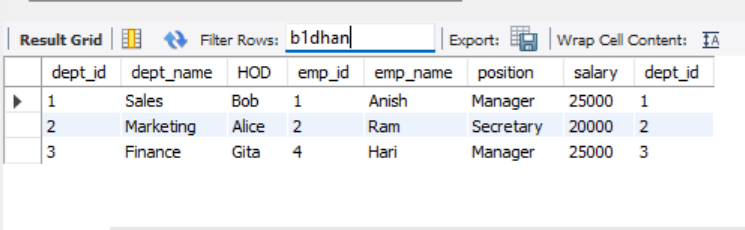 Result Grid Filter Rows: b1dhan Export: Wrap Cell Content: IA
dept_id dept_name HOD emp_id emp_name position salary dept_id
1 Sales Bob 1 Anish Manager 25000 1
2 Marketing Alice 2 Ram Secretary 20000 2
3 Finance Gita 4 Hari Manager 25000 3